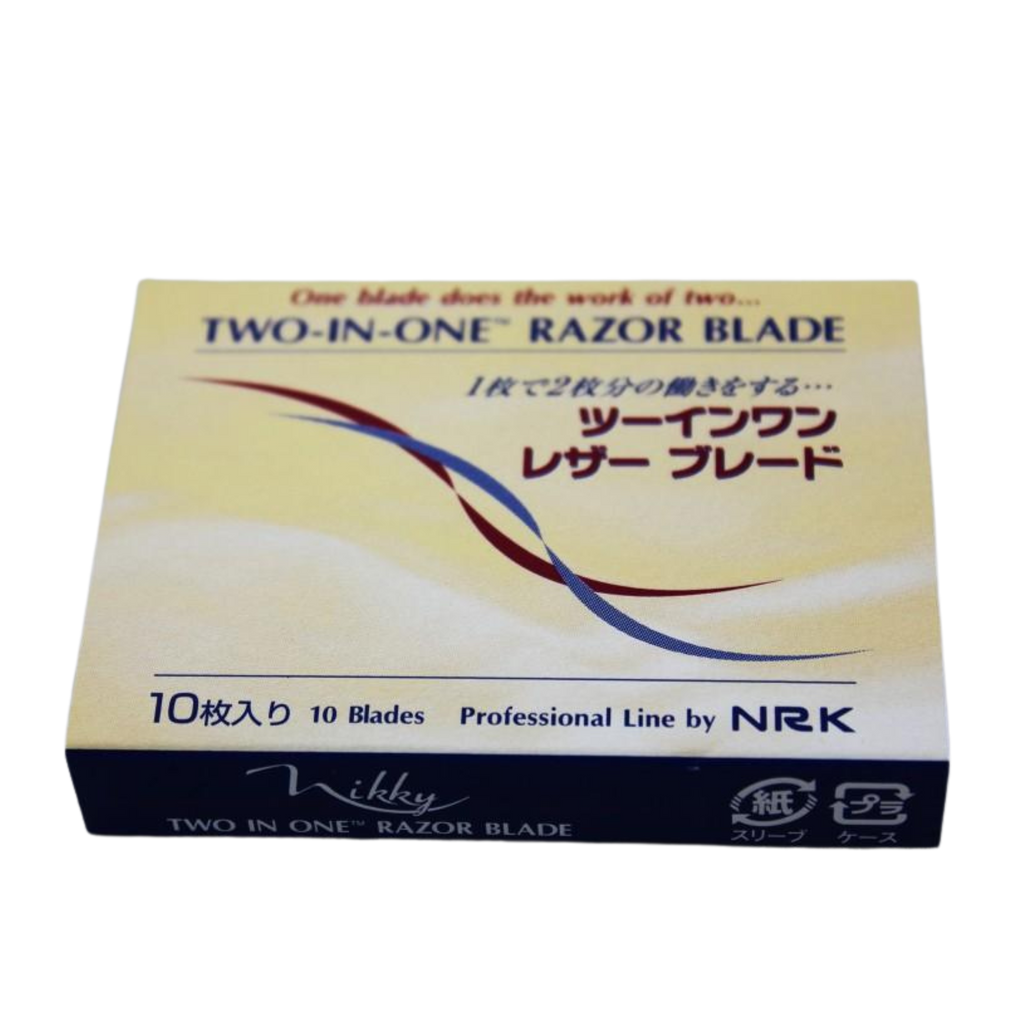 One blade does the work of two...
TWO-IN-ONE™ RAZOR BLADE
1枚で2枚分の働きをする…
ツーインワン
レザー ブレード
10枚入り 10 Blades Professional Line by NRK
Nikky
TWO IN ONE™ RAZOR BLADE
紙 プラ
スリーブ ケース